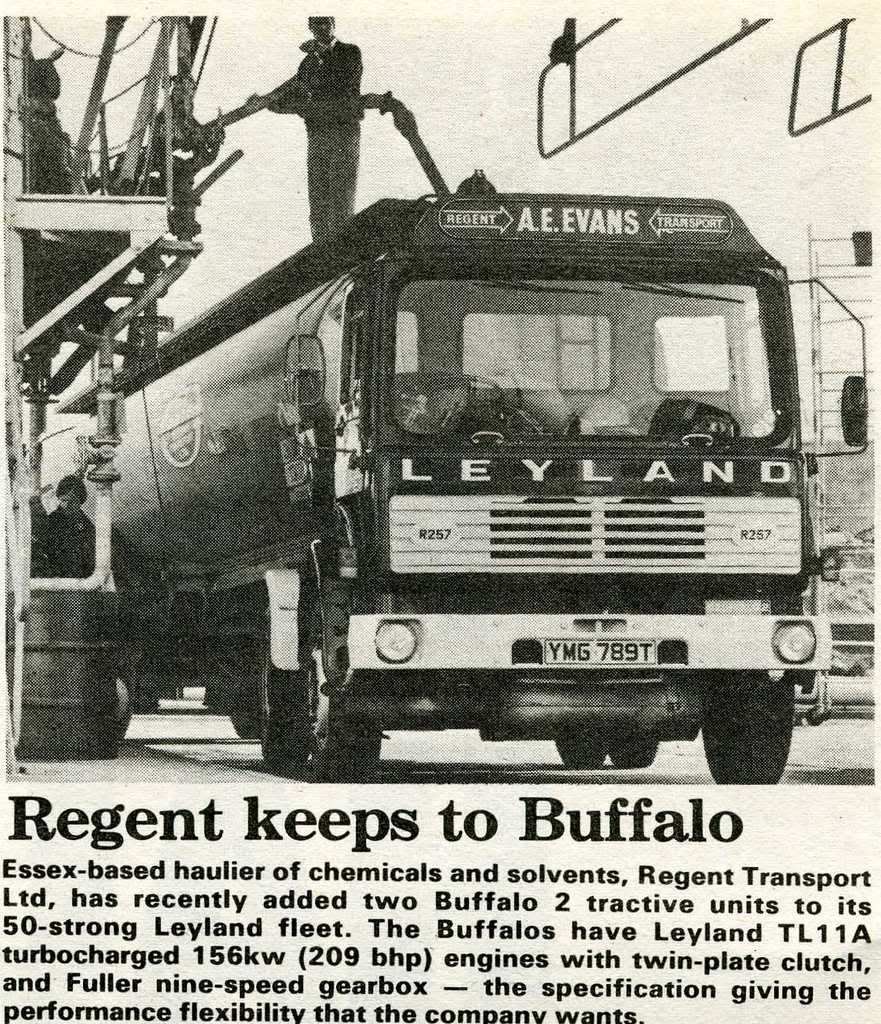 REGENT A.E.EVANS TRANSPORT
LEYLAND
R257 R257
YMG 789T
Regent keeps to Buffalo
Essex-based haulier of chemicals and solvents, Regent Transport
Ltd, has recently added two Buffalo 2 tractive units to its
50-strong Leyland fleet. The Buffalos have Leyland TL11A
turbocharged 156kw (209 bhp) engines with twin-plate clutch,
and Fuller nine-speed gearbox — the specification giving the
performance flexibility that the company wants.